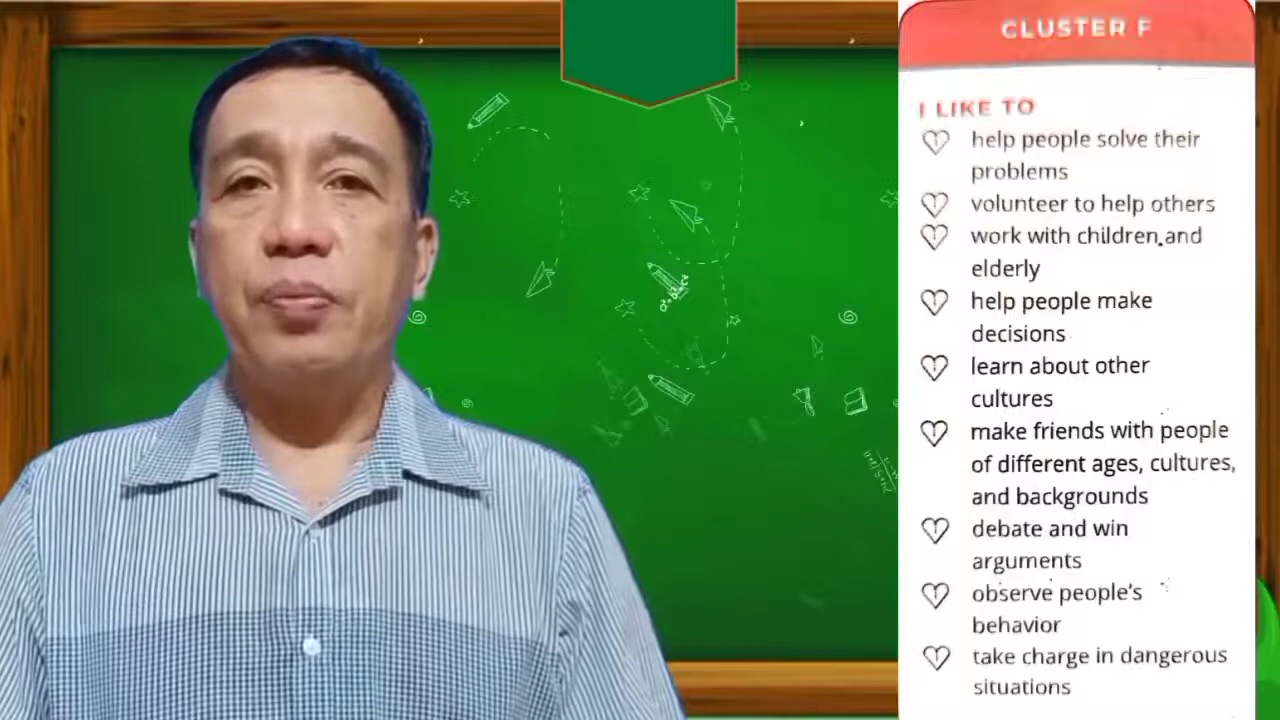 CLUSTER F
I LIKE TO
help people solve their
problems
volunteer to help others
work with children and
elderly
help people make
decisions
learn about other
cultures
make friends with people
of different ages, cultures,
and backgrounds
debate and win
arguments
observe people's
behavior
take charge in dangerous
situations